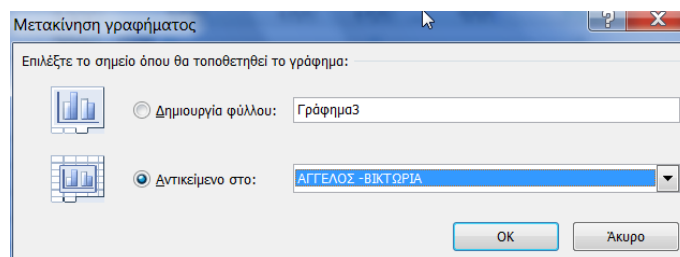 Μετακίνηση γραφήματος
Επιλέξτε το σημείο όπου θα τοποθετηθεί το γράφημα:
Δημιουργία φύλλου: Γράφημα3
Αντικείμενο στο: ΑΓΓΕΛΟΣ -ΒΙΚΤΩΡΙΑ
OK Άκυρο